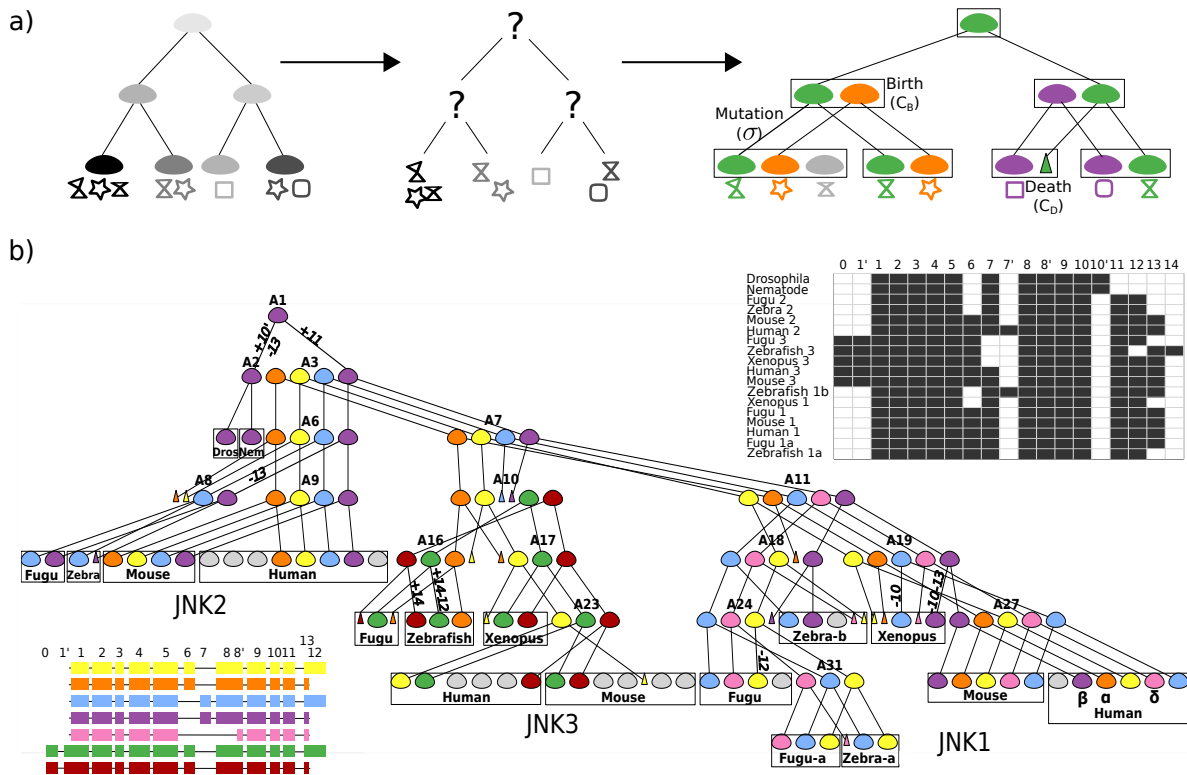 a)
?
? ?
Birth
(C_B)
Mutation
(σ)
Death
(C_D)
b)
0 1' 1 2 3 4 5 6 7 7' 8 8' 9 10 10' 11 12 13 14
Drosophila
Nematode
Fugu 2
Zebra 2
Mouse 2
Human 2
Fugu 3
Zebrafish 3
Xenopus 3
Human 3
Mouse 3
Zebrafish 1b
Xenopus 1
Fugu 1
Mouse 1
Human 1
Fugu 1a
Zebrafish 1a
A1
+10'
-13
+11
A2 A3
A6 A7
Dros Nem
A8 -13 A9 A10 A11
Fugu Zebra Mouse Human
JNK2
A16 A17 A18 A19
+14 +14-12 -10 -10-13
A23 A24 A27
Fugu Zebrafish Xenopus Zebra-b Xenopus
-12 A31
Human Mouse Fugu Mouse
β α δ
Human
JNK3 JNK1
Fugu-a Zebra-a
13
0 1' 1 2 3 4 5 6 7 8 8' 9 10 11 12